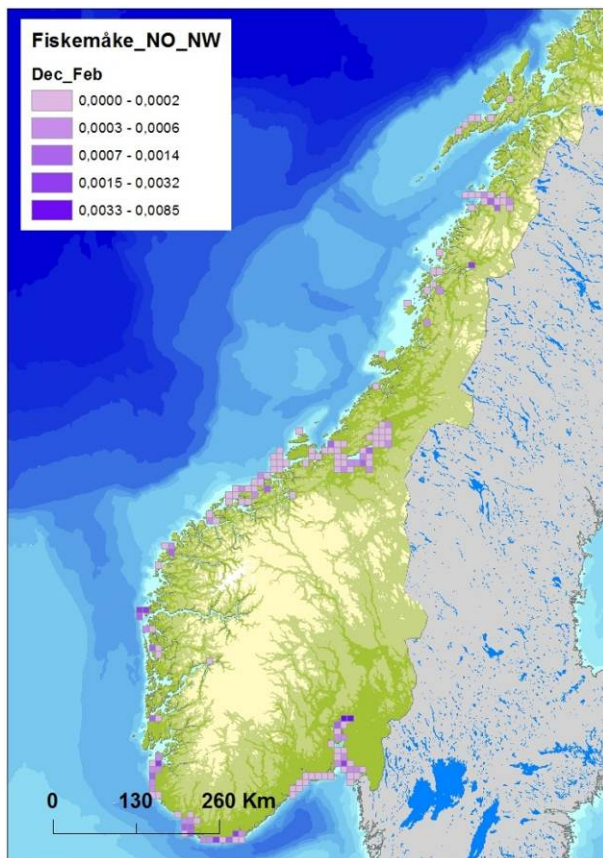 Fiskemåke_NO_NW
Dec_Feb
0,0000 - 0,0002
0,0003 - 0,0006
0,0007 - 0,0014
0,0015 - 0,0032
0,0033 - 0,0085
0 130 260 Km